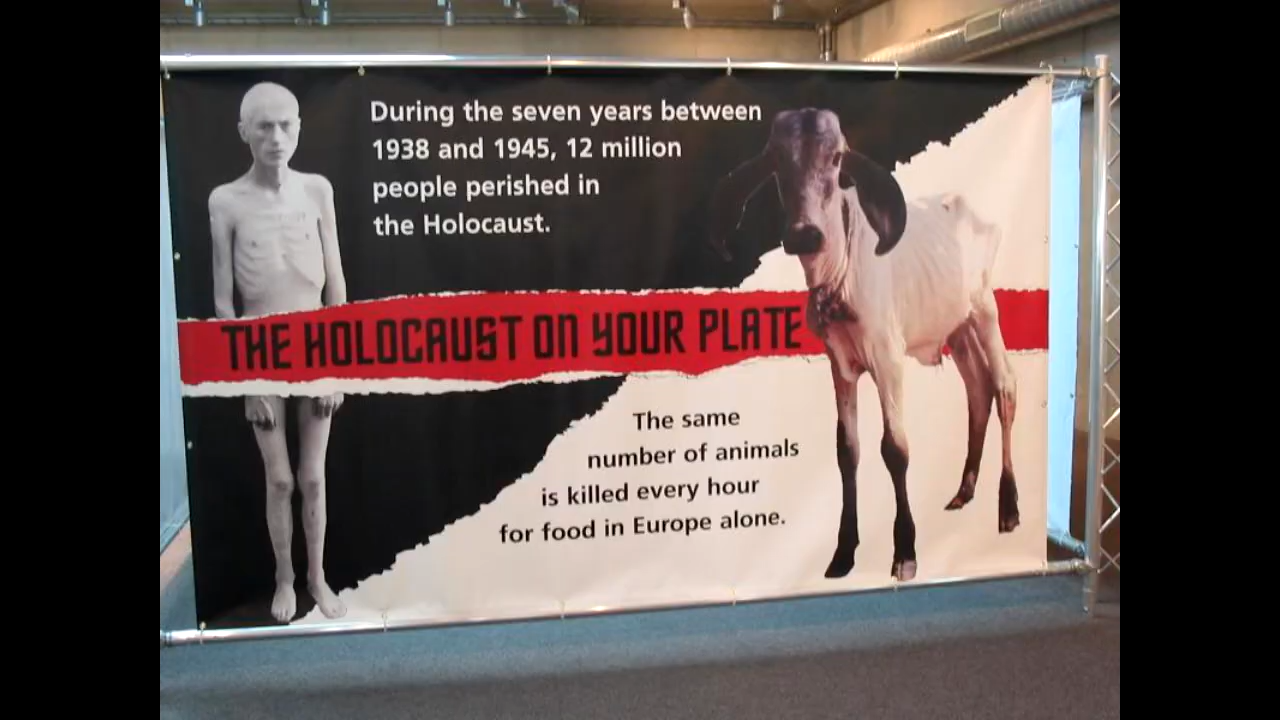 During the seven years between
1938 and 1945, 12 million
people perished in
the Holocaust.
THE HOLOCAUST ON YOUR PLATE
The same
number of animals
is killed every hour
for food in Europe alone.